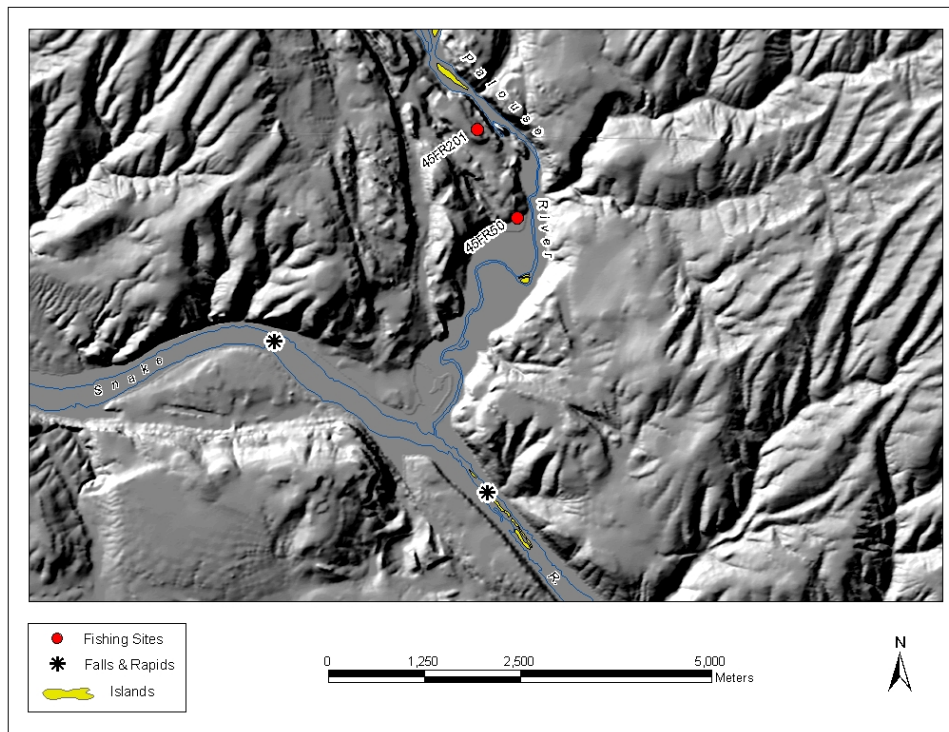 Palouse
45FR201
River
45FR50
Snake
R.
Fishing Sites
Falls & Rapids
Islands
0 1,250 2,500 5,000
Meters
N